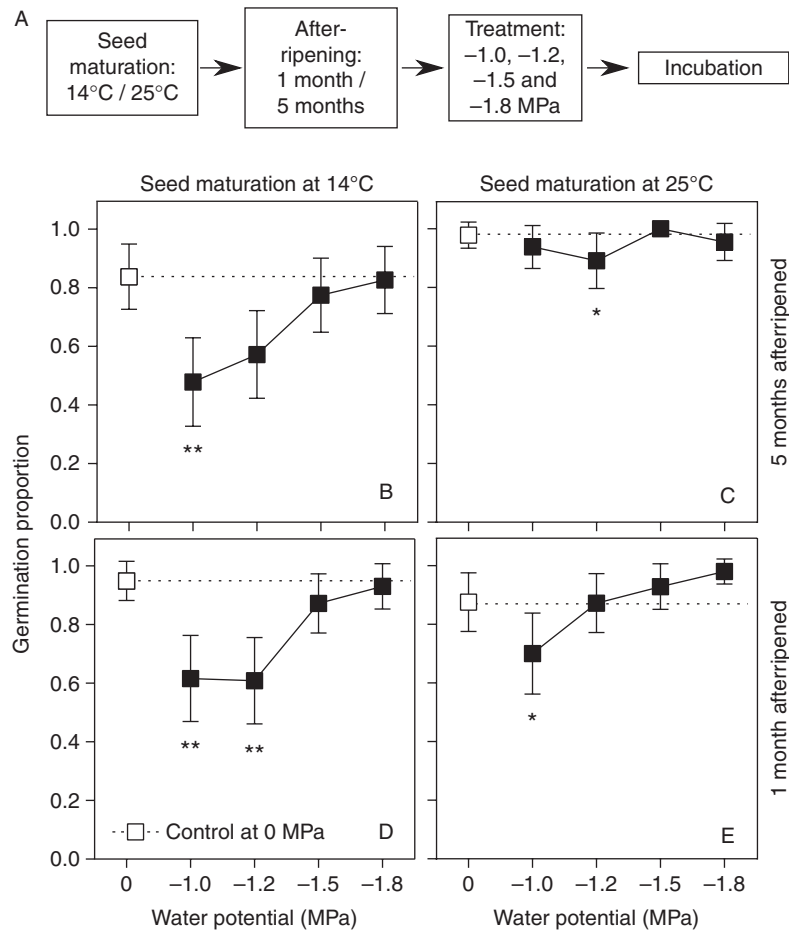 A
Seed
maturation:
14°C / 25°C
After-
ripening:
1 month /
5 months
Treatment:
–1.0, –1.2,
–1.5 and
–1.8 MPa
Incubation
Seed maturation at 14°C
Seed maturation at 25°C
Germination proportion
1.0
0.8
0.6
0.4
0.2
0.0
**
B
*
C
5 months afterripened
1.0
0.8
0.6
0.4
0.2
0.0
** **
Control at 0 MPa
D
*
E
1 month afterripened
0 –1.0 –1.2 –1.5 –1.8
0 –1.0 –1.2 –1.5 –1.8
Water potential (MPa)
Water potential (MPa)